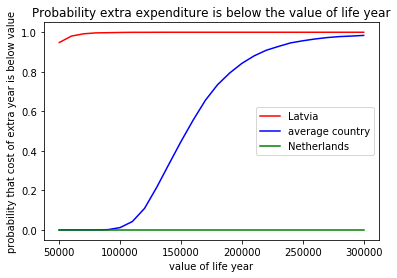 Probability extra expenditure is below the value of life year
probability that cost of extra year is below value
1.0
0.8
0.6
0.4
0.2
0.0
Latvia
average country
Netherlands
50000 100000 150000 200000 250000 300000
value of life year